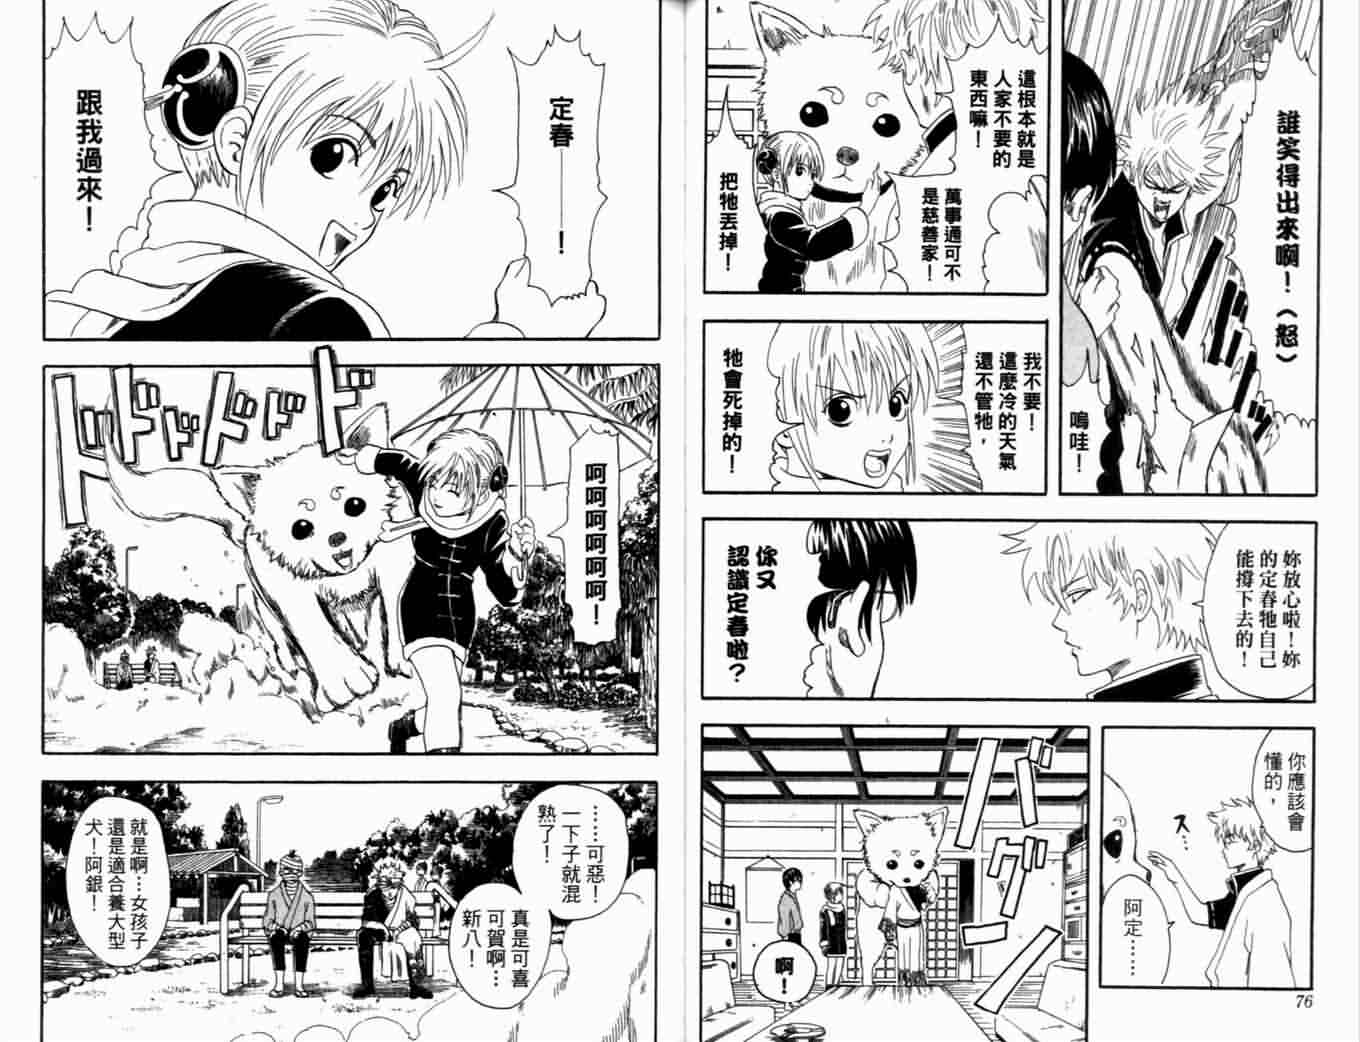 誰笑得出來啊！（怒）
嗚哇！
這根本就是
人家不要的
東西嘛！
萬事通可不
是慈善家！
把牠丟掉！
我不要！
這麼冷的天氣
還不管牠，
牠會死掉的！
妳放心啦！妳
的定春牠自己
能撐下去的！
你又
認識定春啦？
你應該會
懂的，
ス…
阿定……
バグン
啊！
76
定春——！
跟我過來！
ドドドドド
呵呵呵呵呵呵！
……可惡！
一下子就混
熟了！
真是可喜
可賀啊…
新八！
就是啊…女孩子
還是適合養大型
犬！阿銀！